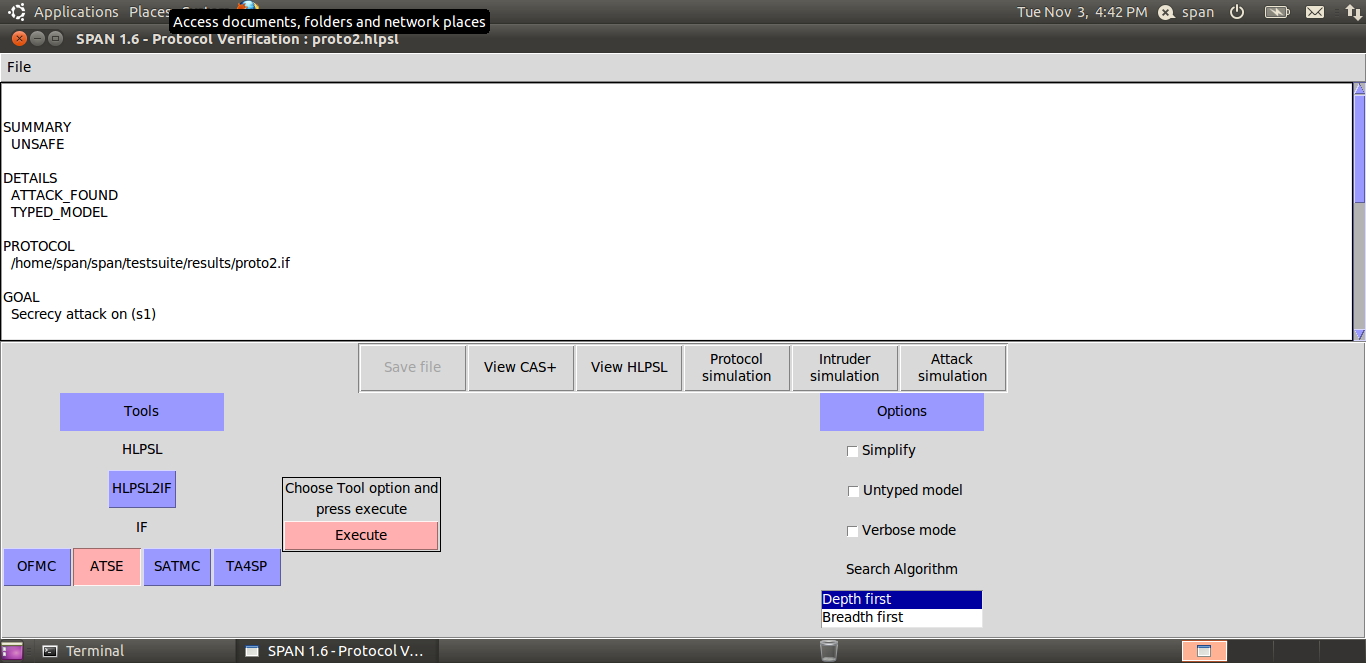 Applications Places
Access documents, folders and network places
Tue Nov 3, 4:42 PM span
SPAN 1.6 - Protocol Verification : proto2.hlpsl
File
SUMMARY
UNSAFE
DETAILS
ATTACK_FOUND
TYPED_MODEL
PROTOCOL
/home/span/span/testsuite/results/proto2.if
GOAL
Secrecy attack on (s1)
Save file
View CAS+
View HLPSL
Protocol
simulation
Intruder
simulation
Attack
simulation
Tools
HLPSL
HLPSL2IF
IF
OFMC
ATSE
SATMC
TA4SP
Choose Tool option and
press execute
Execute
Options
Simplify
Untyped model
Verbose mode
Search Algorithm
Depth first
Breadth first
Terminal
SPAN 1.6 - Protocol V...